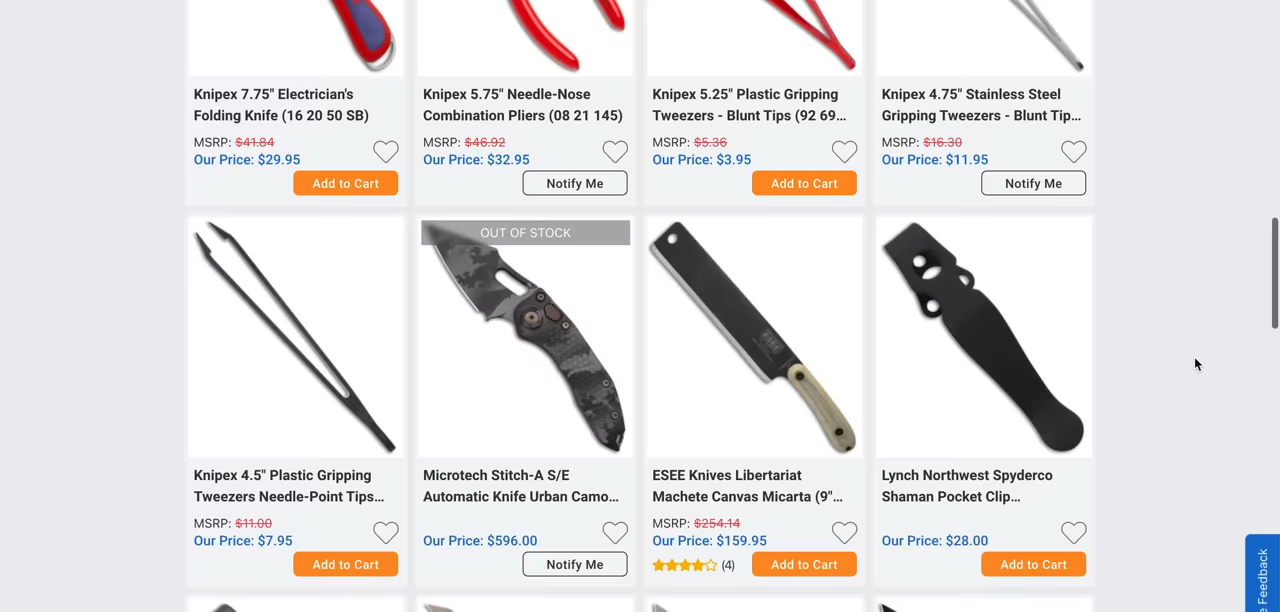 Knipex 7.75" Electrician's
Folding Knife (16 20 50 SB)
MSRP: $41.84
Our Price: $29.95
Add to Cart
Knipex 5.75" Needle-Nose
Combination Pliers (08 21 145)
MSRP: $46.92
Our Price: $32.95
Notify Me
Knipex 5.25" Plastic Gripping
Tweezers - Blunt Tips (92 69...
MSRP: $5.36
Our Price: $3.95
Add to Cart
Knipex 4.75" Stainless Steel
Gripping Tweezers - Blunt Tip...
MSRP: $16.30
Our Price: $11.95
Notify Me
Knipex 4.5" Plastic Gripping
Tweezers Needle-Point Tips...
MSRP: $11.00
Our Price: $7.95
Add to Cart
OUT OF STOCK
Microtech Stitch-A S/E
Automatic Knife Urban Camo...
Our Price: $596.00
Notify Me
ESEE
ESEE Knives Libertariat
Machete Canvas Micarta (9"...
MSRP: $254.14
Our Price: $159.95
(4)
Add to Cart
Lynch Northwest Spyderco
Shaman Pocket Clip...
Our Price: $28.00
Add to Cart
Feedback